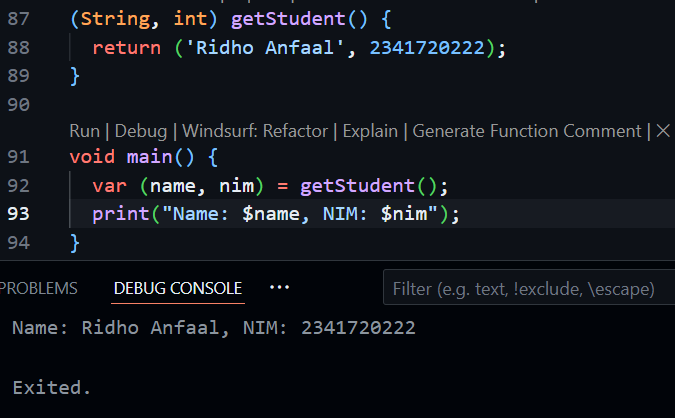 87 (String, int) getStudent() {
88 return ('Ridho Anfaal', 2341720222);
89 }
90
Run | Debug | Windsurf: Refactor | Explain | Generate Function Comment | X
91 void main() {
92 var (name, nim) = getStudent();
93 print("Name: $name, NIM: $nim");
94 }
PROBLEMS DEBUG CONSOLE ··· Filter (e.g. text, !exclude, \escape)
Name: Ridho Anfaal, NIM: 2341720222
Exited.